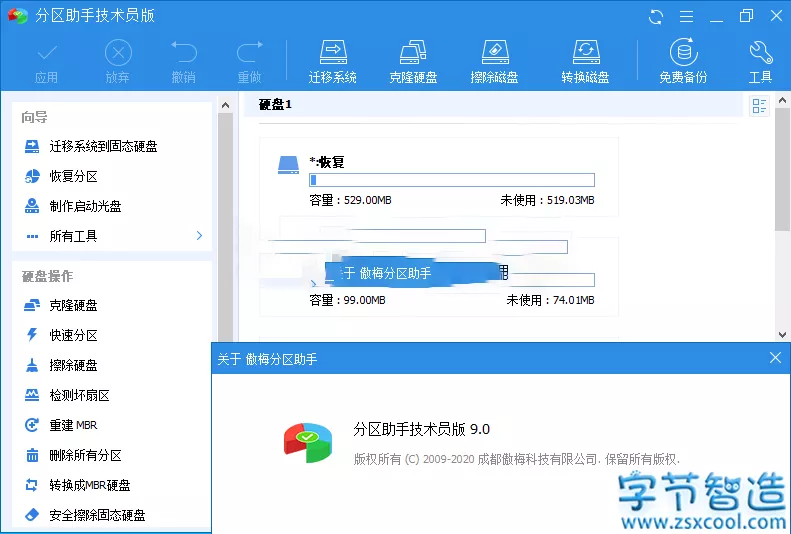 分区助手技术员版
应用
放弃
撤销
重做
迁移系统
克隆硬盘
擦除磁盘
转换磁盘
免费备份
工具
向导
迁移系统到固态硬盘
恢复分区
制作启动光盘
所有工具
硬盘操作
克隆硬盘
快速分区
擦除硬盘
检测坏扇区
重建 MBR
删除所有分区
转换成MBR硬盘
安全擦除固态硬盘
硬盘1
*:恢复
容量：529.00MB 未使用：519.03MB
关于 傲梅分区助手
容量：99.00MB 未使用：74.01MB
关于 傲梅分区助手
分区助手技术员版 9.0
版权所有 (C) 2009-2020 成都傲梅科技有限公司. 保留所有版权.
字节智造
www.zsxcool.com